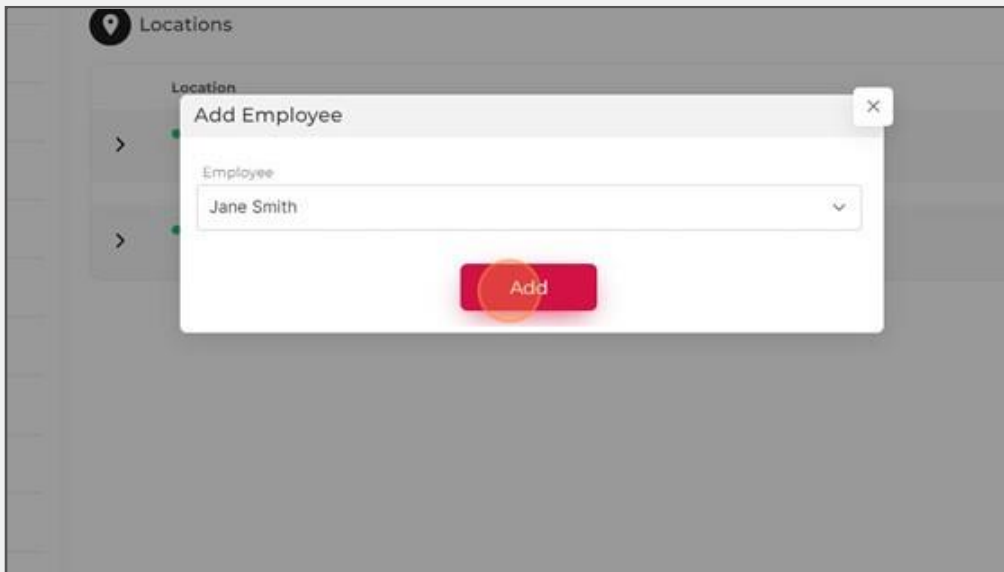 Locations
Location
Add Employee
Employee
Jane Smith
Add